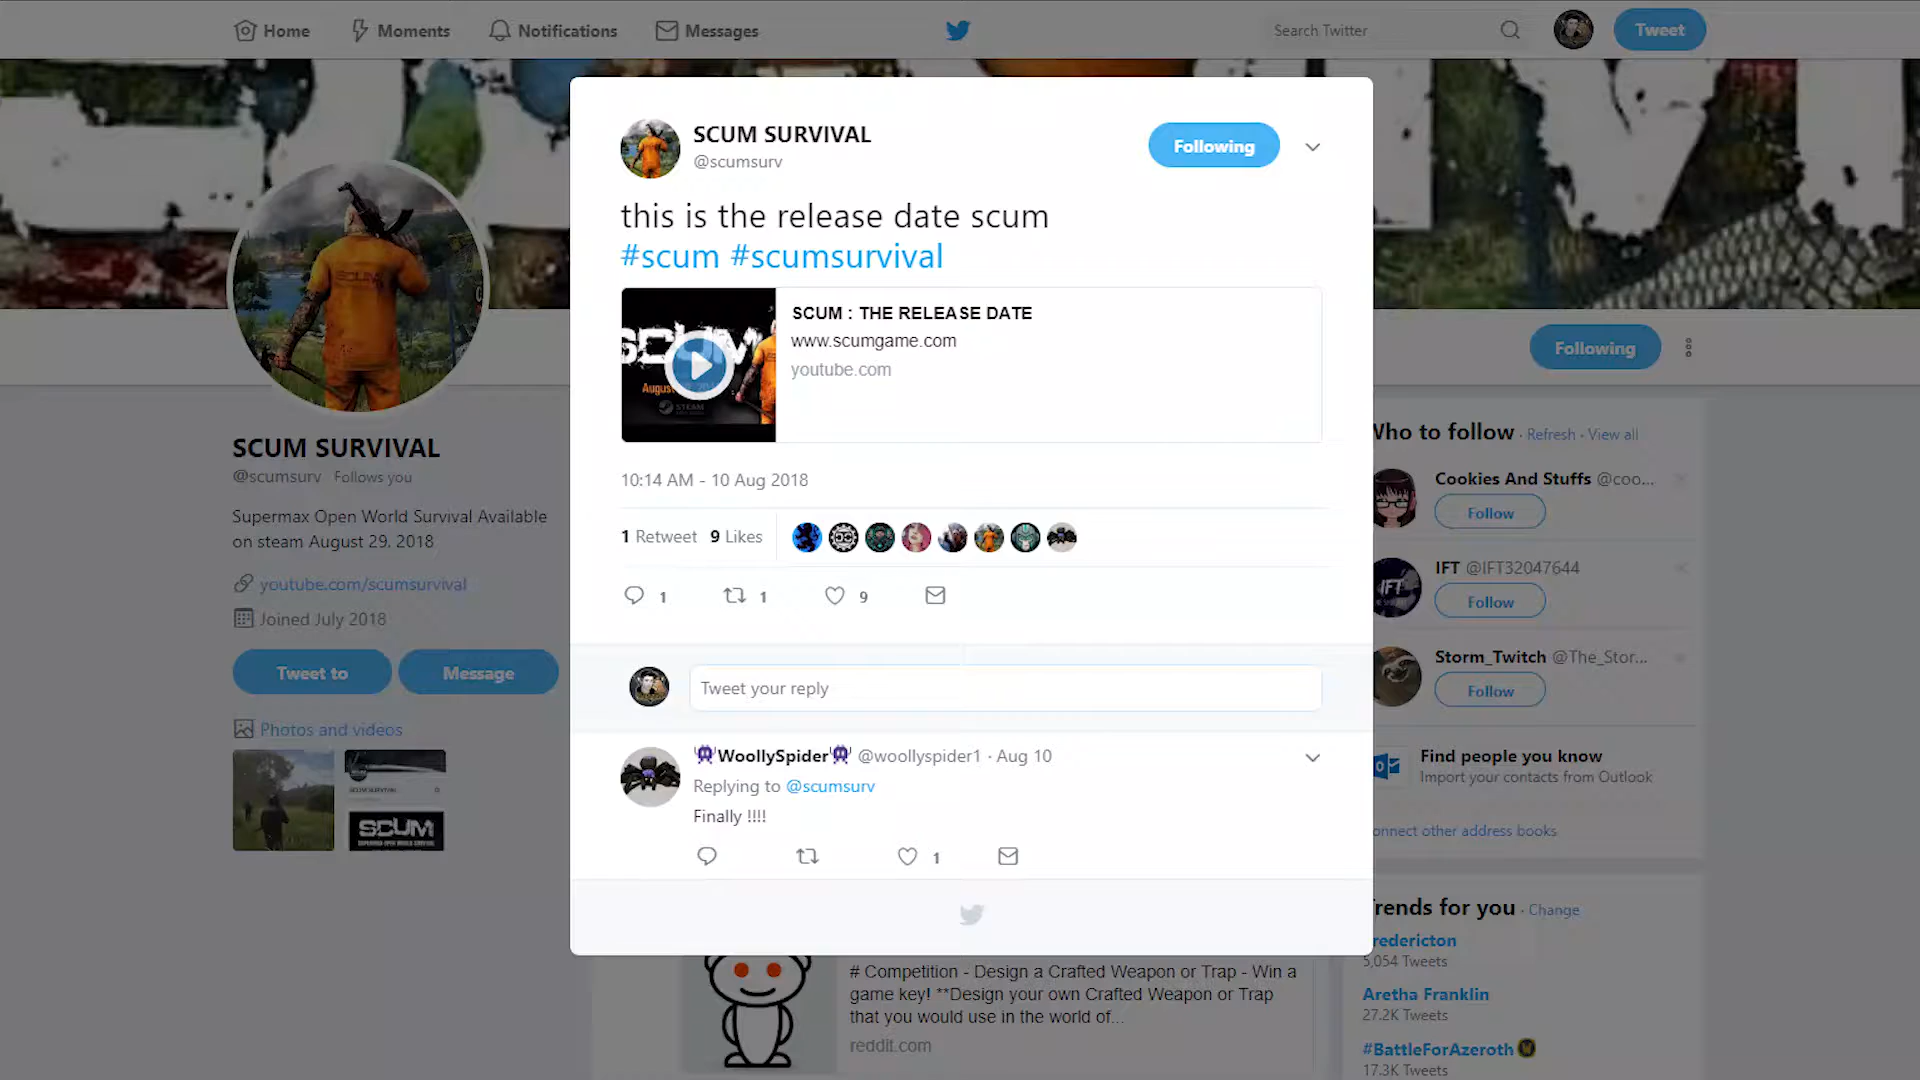 Home
Moments
Notifications
Messages
Search Twitter
Tweet
SCUM SURVIVAL
@scumsurv
Following
this is the release date scum
#scum #scumsurvival
SCUM : THE RELEASE DATE
www.scumgame.com
youtube.com
10:14 AM - 10 Aug 2018
1 Retweet 9 Likes
1
1
9
Tweet your reply
WoollySpider @woollyspider1 · Aug 10
Replying to @scumsurv
Finally !!!!
1
SCUM SURVIVAL
@scumsurv Follows you
Supermax Open World Survival Available
on steam August 29, 2018
youtube.com/scumsurvival
Joined July 2018
Tweet to
Message
Photos and videos
SCUM
# Competition - Design a Crafted Weapon or Trap - Win a
game key! **Design your own Crafted Weapon or Trap
that you would use in the world of...
reddit.com
Following
Who to follow · Refresh · View all
Cookies And Stuffs @coo...
Follow
IFT @IFT32047644
Follow
Storm_Twitch @The_Stor...
Follow
Find people you know
Import your contacts from Outlook
onnect other address books
rends for you · Change
redericton
5,054 Tweets
Aretha Franklin
27.2K Tweets
#BattleForAzeroth
17.3K Tweets